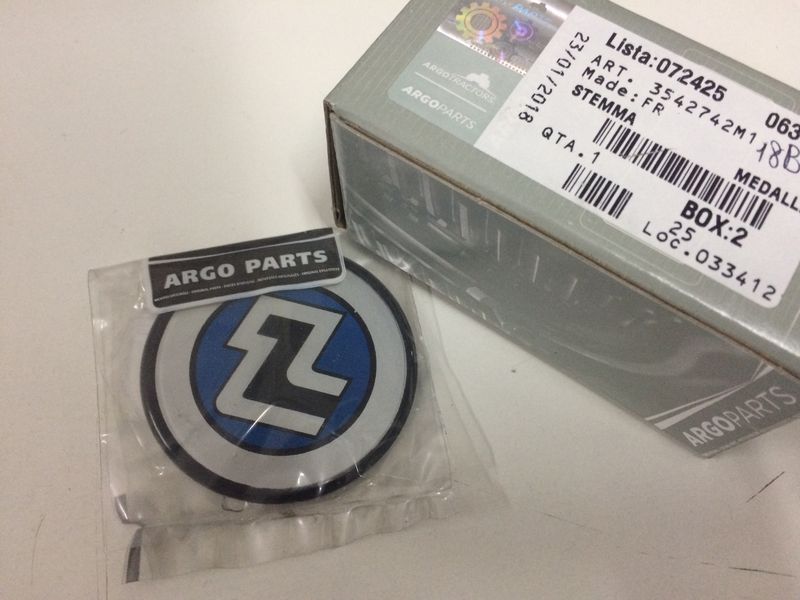 PARTS
ARGOTRACTORS
ARGOPARTS
Lista:072425
063
ART. 3542742M1
Made:FR
18B
STEMMA
23/01/2018
QTA.1
MEDALL
BOX:2
25
Loc.033412
ARGO PARTS
ARGOPARTS